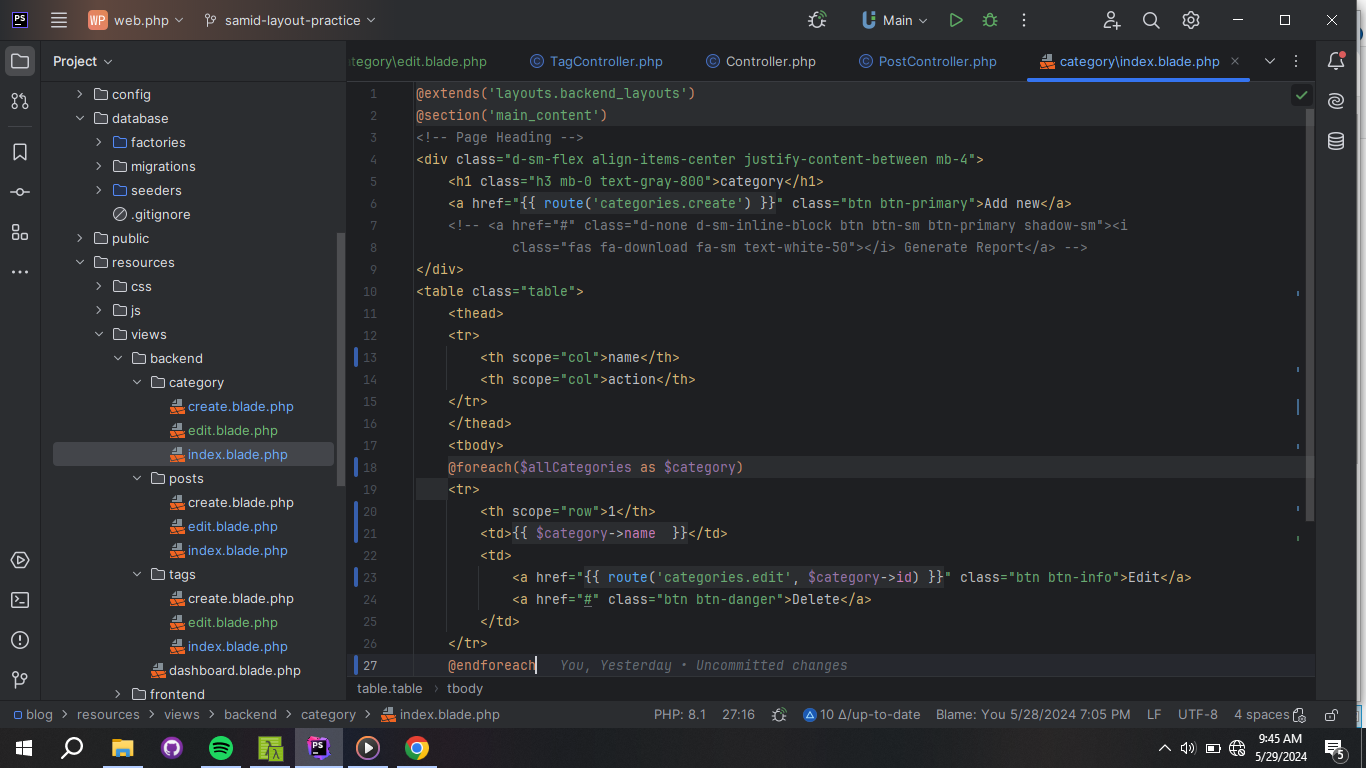 PS WP web.php samid-layout-practice Main
Project
tegory\edit.blade.php TagController.php Controller.php PostController.php category\index.blade.php
config
database
factories
migrations
seeders
.gitignore
public
resources
css
js
views
backend
category
create.blade.php
edit.blade.php
index.blade.php
posts
create.blade.php
edit.blade.php
index.blade.php
tags
create.blade.php
edit.blade.php
index.blade.php
dashboard.blade.php
frontend
1 @extends('layouts.backend_layouts')
2 @section('main_content')
3 <!-- Page Heading -->
4 <div class="d-sm-flex align-items-center justify-content-between mb-4">
5 <h1 class="h3 mb-0 text-gray-800">category</h1>
6 <a href="{{ route('categories.create') }}" class="btn btn-primary">Add new</a>
7 <!-- <a href="#" class="d-none d-sm-inline-block btn btn-sm btn-primary shadow-sm"><i
8 class="fas fa-download fa-sm text-white-50"></i> Generate Report</a> -->
9 </div>
10 <table class="table">
11 <thead>
12 <tr>
13 <th scope="col">name</th>
14 <th scope="col">action</th>
15 </tr>
16 </thead>
17 <tbody>
18 @foreach($allCategories as $category)
19 <tr>
20 <th scope="row">1</th>
21 <td>{{ $category->name  }}</td>
22 <td>
23 <a href="{{ route('categories.edit', $category->id) }}" class="btn btn-info">Edit</a>
24 <a href="#" class="btn btn-danger">Delete</a>
25 </td>
26 </tr>
27 @endforeach You, Yesterday • Uncommitted changes
table.table › tbody
blog > resources > views > backend > category > index.blade.php PHP: 8.1 27:16 10 Δ/up-to-date Blame: You 5/28/2024 7:05 PM LF UTF-8 4 spaces
PS 9:45 AM
5/29/2024 5